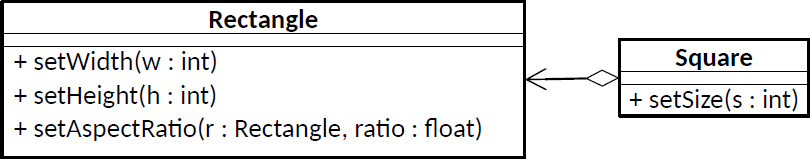 Rectangle
+ setWidth(w : int)
+ setHeight(h : int)
+ setAspectRatio(r : Rectangle, ratio : float)
Square
+ setSize(s : int)